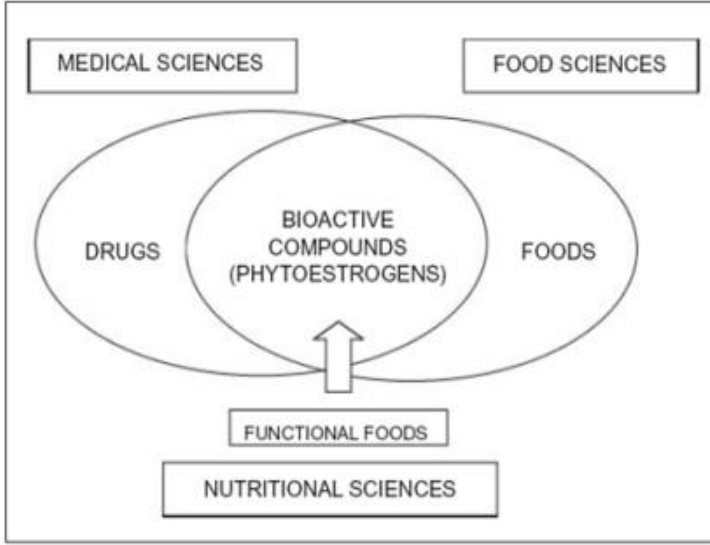 MEDICAL SCIENCES
FOOD SCIENCES
DRUGS
BIOACTIVE
COMPOUNDS
(PHYTOESTROGENS)
FOODS
FUNCTIONAL FOODS
NUTRITIONAL SCIENCES